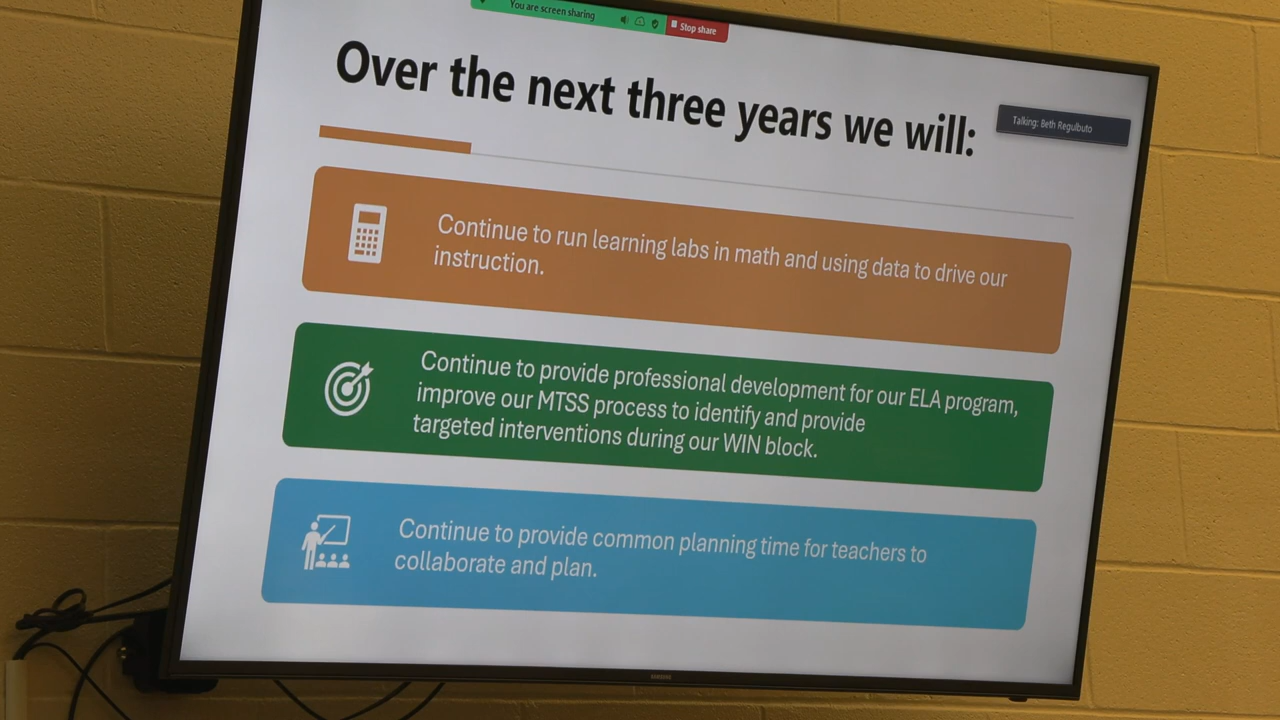 You are screen sharing
Stop share
Over the next three years we will:
Talking: Beth Regulbuto
Continue to run learning labs in math and using data to drive our
instruction.
Continue to provide professional development for our ELA program,
improve our MTSS process to identify and provide
targeted interventions during our WIN block.
Continue to provide common planning time for teachers to
collaborate and plan.
SAMSUNG